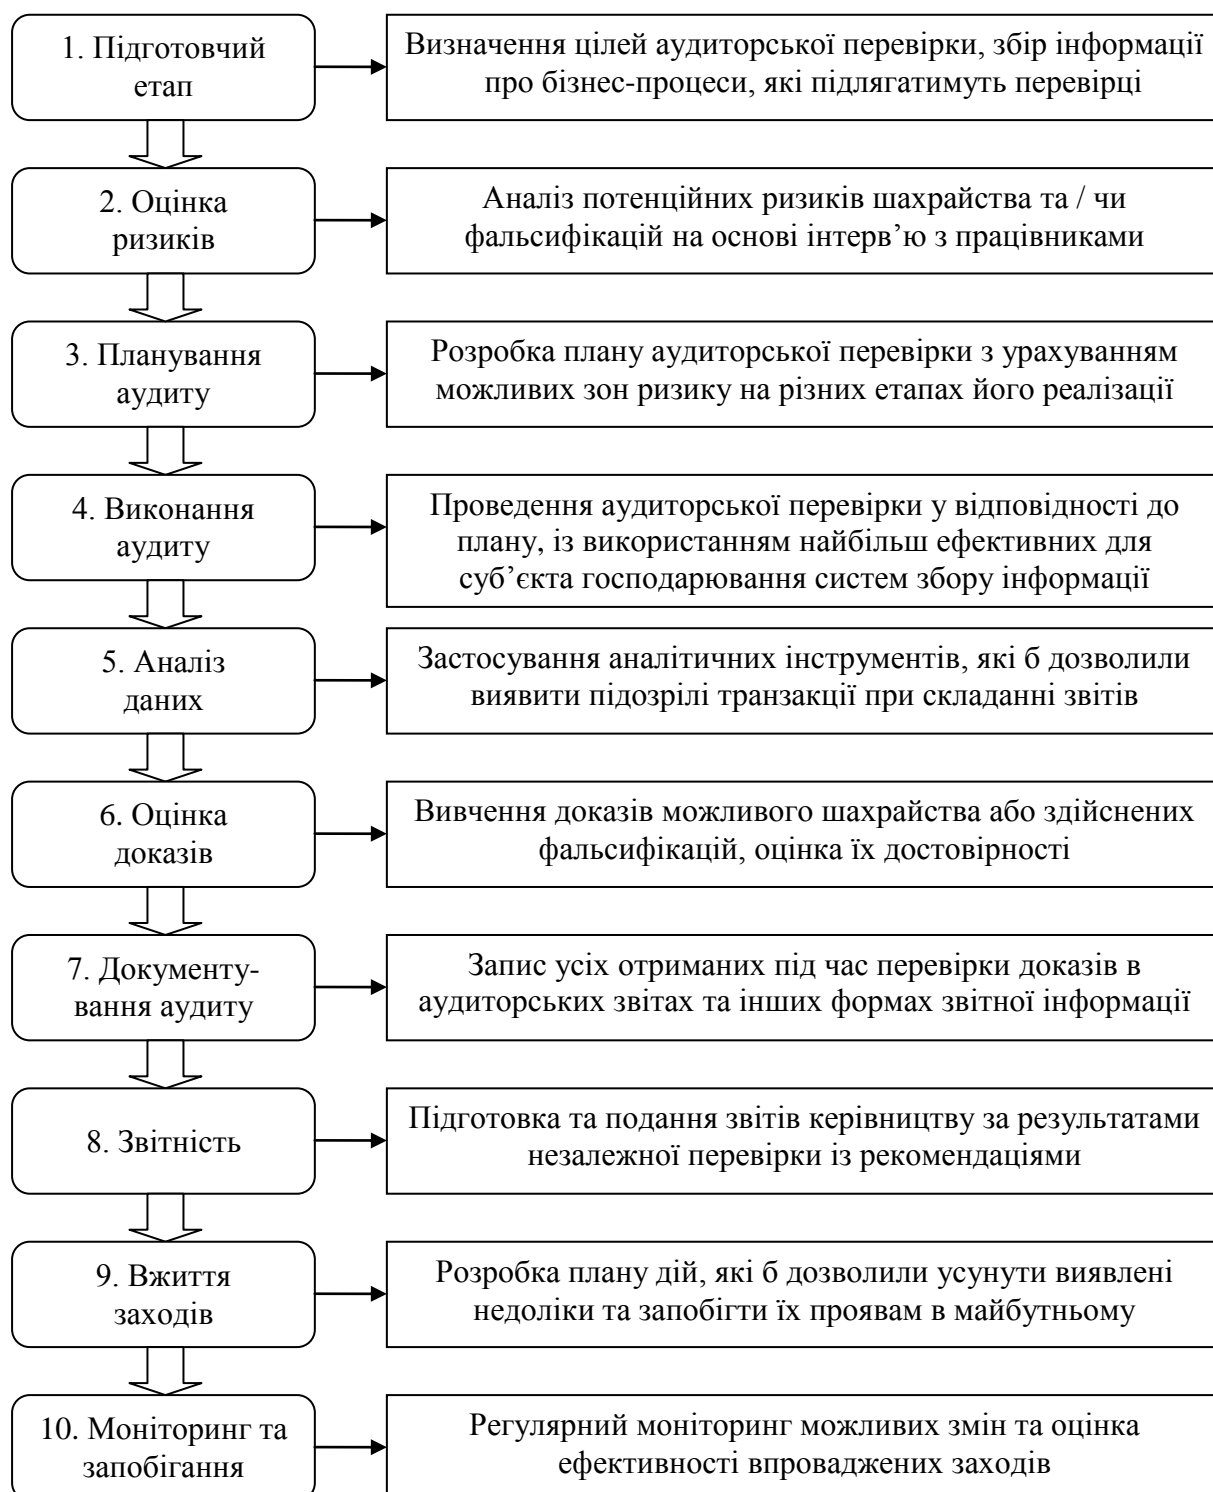 1. Підготовчий
етап
Визначення цілей аудиторської перевірки, збір інформації
про бізнес-процеси, які підлягатимуть перевірці
2. Оцінка
ризиків
Аналіз потенційних ризиків шахрайства та / чи
фальсифікацій на основі інтерв’ю з працівниками
3. Планування
аудиту
Розробка плану аудиторської перевірки з урахуванням
можливих зон ризику на різних етапах його реалізації
4. Виконання
аудиту
Проведення аудиторської перевірки у відповідності до
плану, із використанням найбільш ефективних для
суб’єкта господарювання систем збору інформації
5. Аналіз
даних
Застосування аналітичних інструментів, які б дозволили
виявити підозрілі транзакції при складанні звітів
6. Оцінка
доказів
Вивчення доказів можливого шахрайства або здійснених
фальсифікацій, оцінка їх достовірності
7. Документу-
вання аудиту
Запис усіх отриманих під час перевірки доказів в
аудиторських звітах та інших формах звітної інформації
8. Звітність
Підготовка та подання звітів керівництву за результатами
незалежної перевірки із рекомендаціями
9. Вжиття
заходів
Розробка плану дій, які б дозволили усунути виявлені
недоліки та запобігти їх проявам в майбутньому
10. Моніторинг та
запобігання
Регулярний моніторинг можливих змін та оцінка
ефективності впроваджених заходів